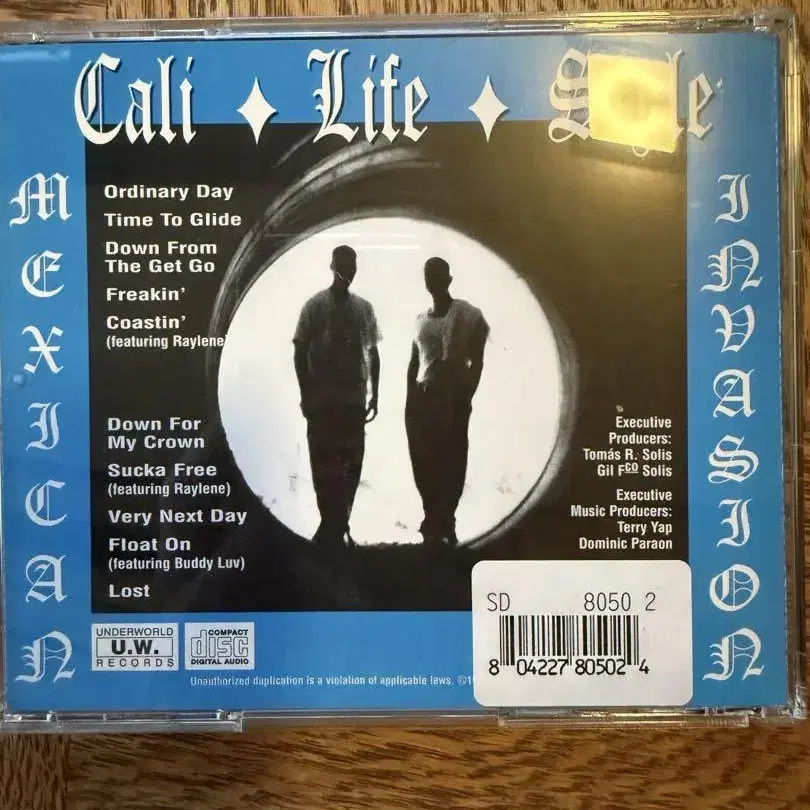 Cali Life
MEXICAN
INVASION
Ordinary Day
Time To Glide
Down From
The Get Go
Freakin'
Coastin'
(featuring Raylene)
Down For
My Crown
Sucka Free
(featuring Raylene)
Very Next Day
Float On
(featuring Buddy Luv)
Lost
Executive
Producers:
Tomás R. Solis
Gil Fco Solis
Executive
Music Producers:
Terry Yap
Dominic Paraon
UNDERWORLD
U.W.
RECORDS
COMPACT
disc
DIGITAL AUDIO
SD 8050 2
8 04227 80502 4
Unauthorized duplication is a violation of applicable laws.